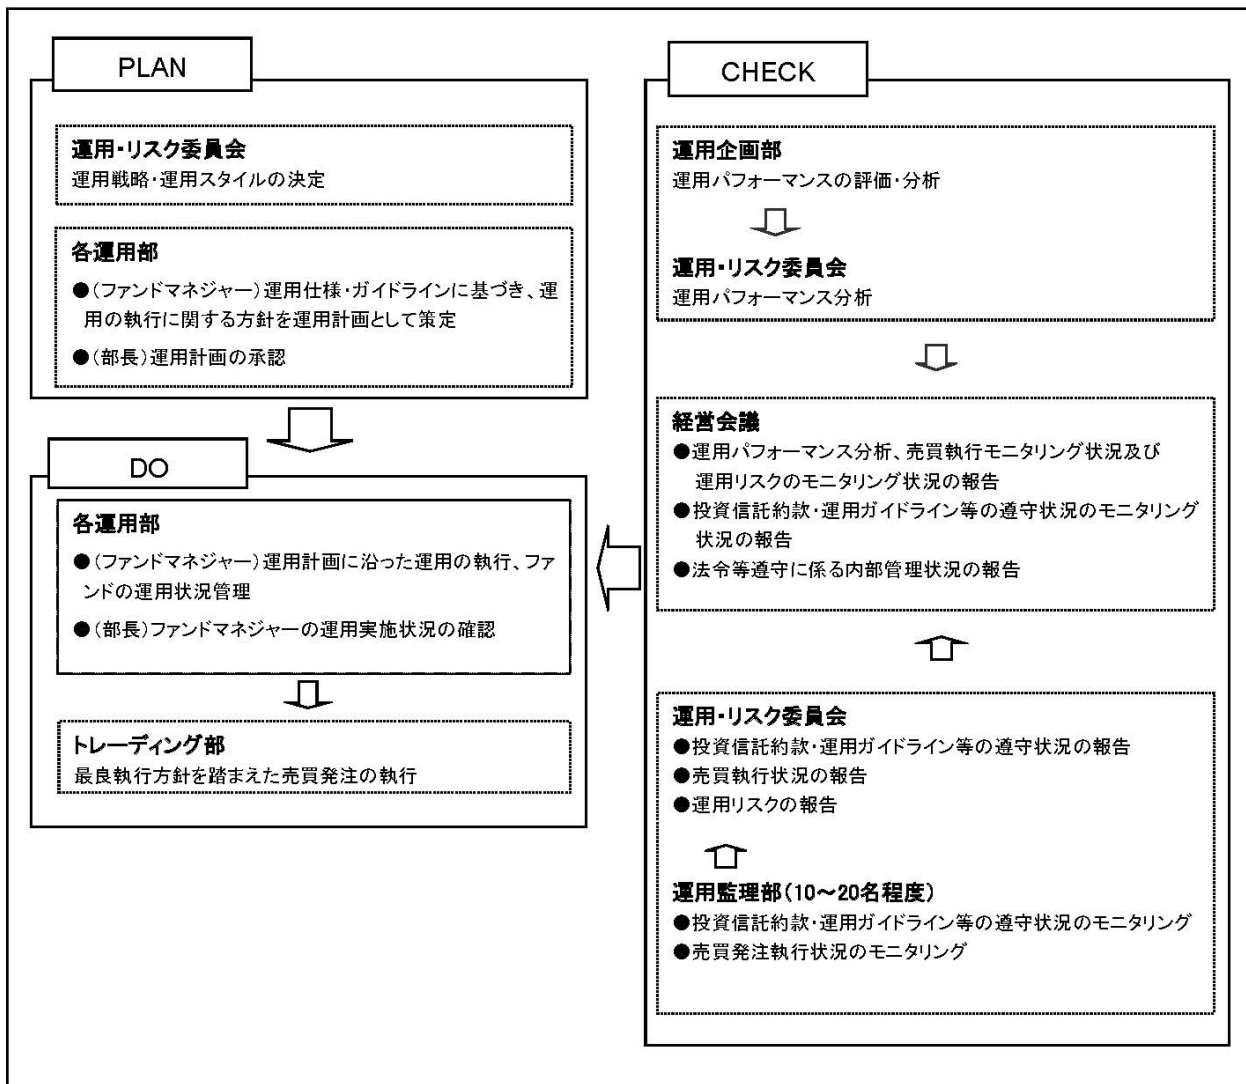 PLAN
運用・リスク委員会
運用戦略・運用スタイルの決定
各運用部
●(ファンドマネジャー)運用仕様・ガイドラインに基づき、運
用の執行に関する方針を運用計画として策定
●(部長)運用計画の承認
DO
各運用部
●(ファンドマネジャー)運用計画に沿った運用の執行、ファ
ンドの運用状況管理
●(部長)ファンドマネジャーの運用実施状況の確認
トレーディング部
最良執行方針を踏まえた売買発注の執行
CHECK
運用企画部
運用パフォーマンスの評価・分析
運用・リスク委員会
運用パフォーマンス分析
経営会議
●運用パフォーマンス分析、売買執行モニタリング状況及び
運用リスクのモニタリング状況の報告
●投資信託約款・運用ガイドライン等の遵守状況のモニタリング
状況の報告
●法令等遵守に係る内部管理状況の報告
運用・リスク委員会
●投資信託約款・運用ガイドライン等の遵守状況の報告
●売買執行状況の報告
●運用リスクの報告
運用監理部(10～20名程度)
●投資信託約款・運用ガイドライン等の遵守状況のモニタリング
●売買発注執行状況のモニタリング